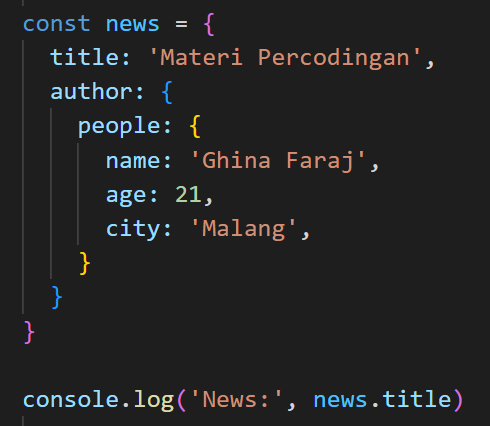 const news = {
  title: 'Materi Percodingan',
  author: {
    people: {
      name: 'Ghina Faraj',
      age: 21,
      city: 'Malang',
    }
  }
}
console.log('News:', news.title)